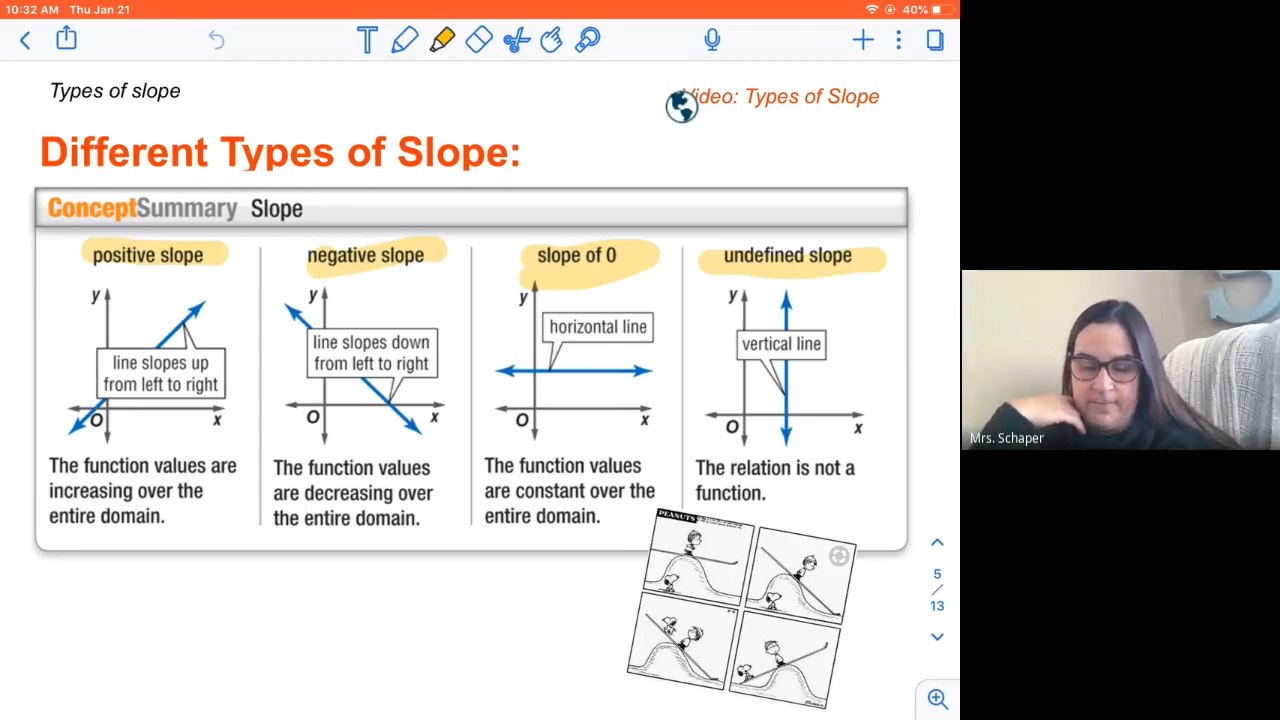 10:32 AM Thu Jan 21
40%
Types of slope
Video: Types of Slope
Different Types of Slope:
ConceptSummary Slope
positive slope
y
line slopes up
from left to right
O
x
The function values are
increasing over the
entire domain.
negative slope
y
line slopes down
from left to right
O
x
The function values
are decreasing over
the entire domain.
slope of 0
y
horizontal line
O
x
The function values
are constant over the
entire domain.
undefined slope
y
vertical line
O
x
The relation is not a
function.
PEANUTS
5
/
13
Mrs. Schaper